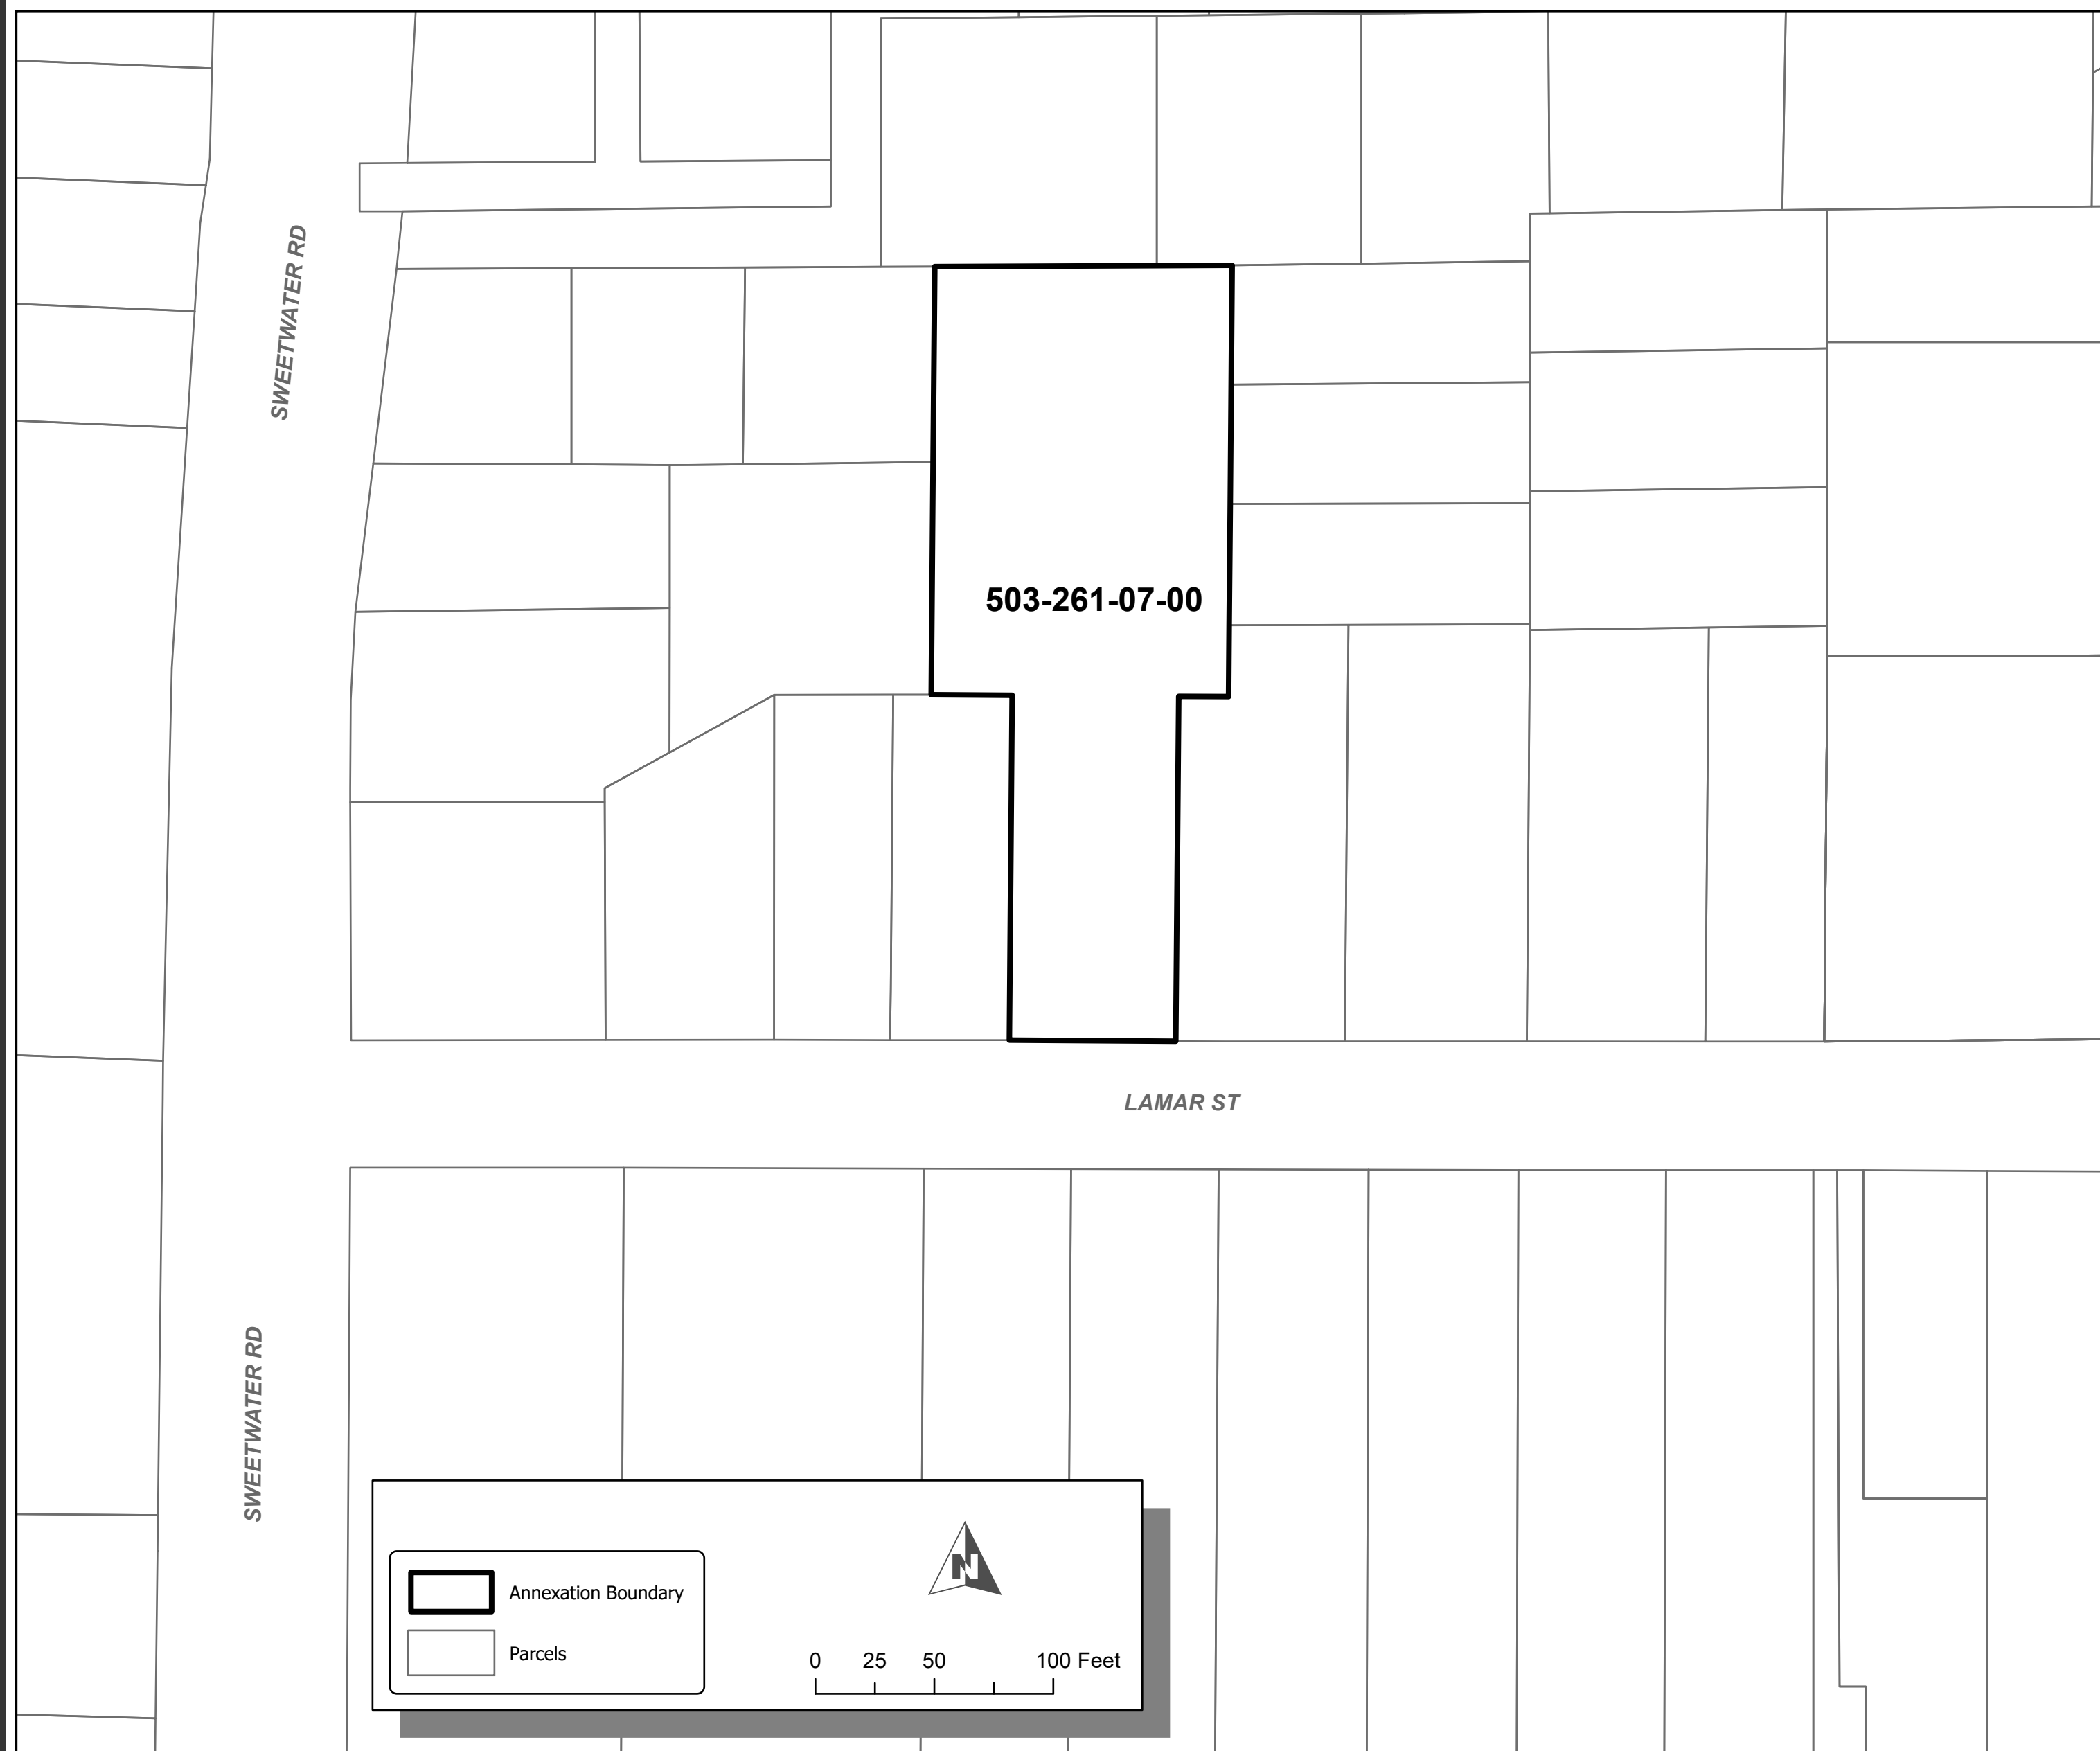 SWEETWATER RD
503-261-07-00
LAMAR ST
SWEETWATER RD
N
Annexation Boundary
Parcels
0 25 50 100 Feet